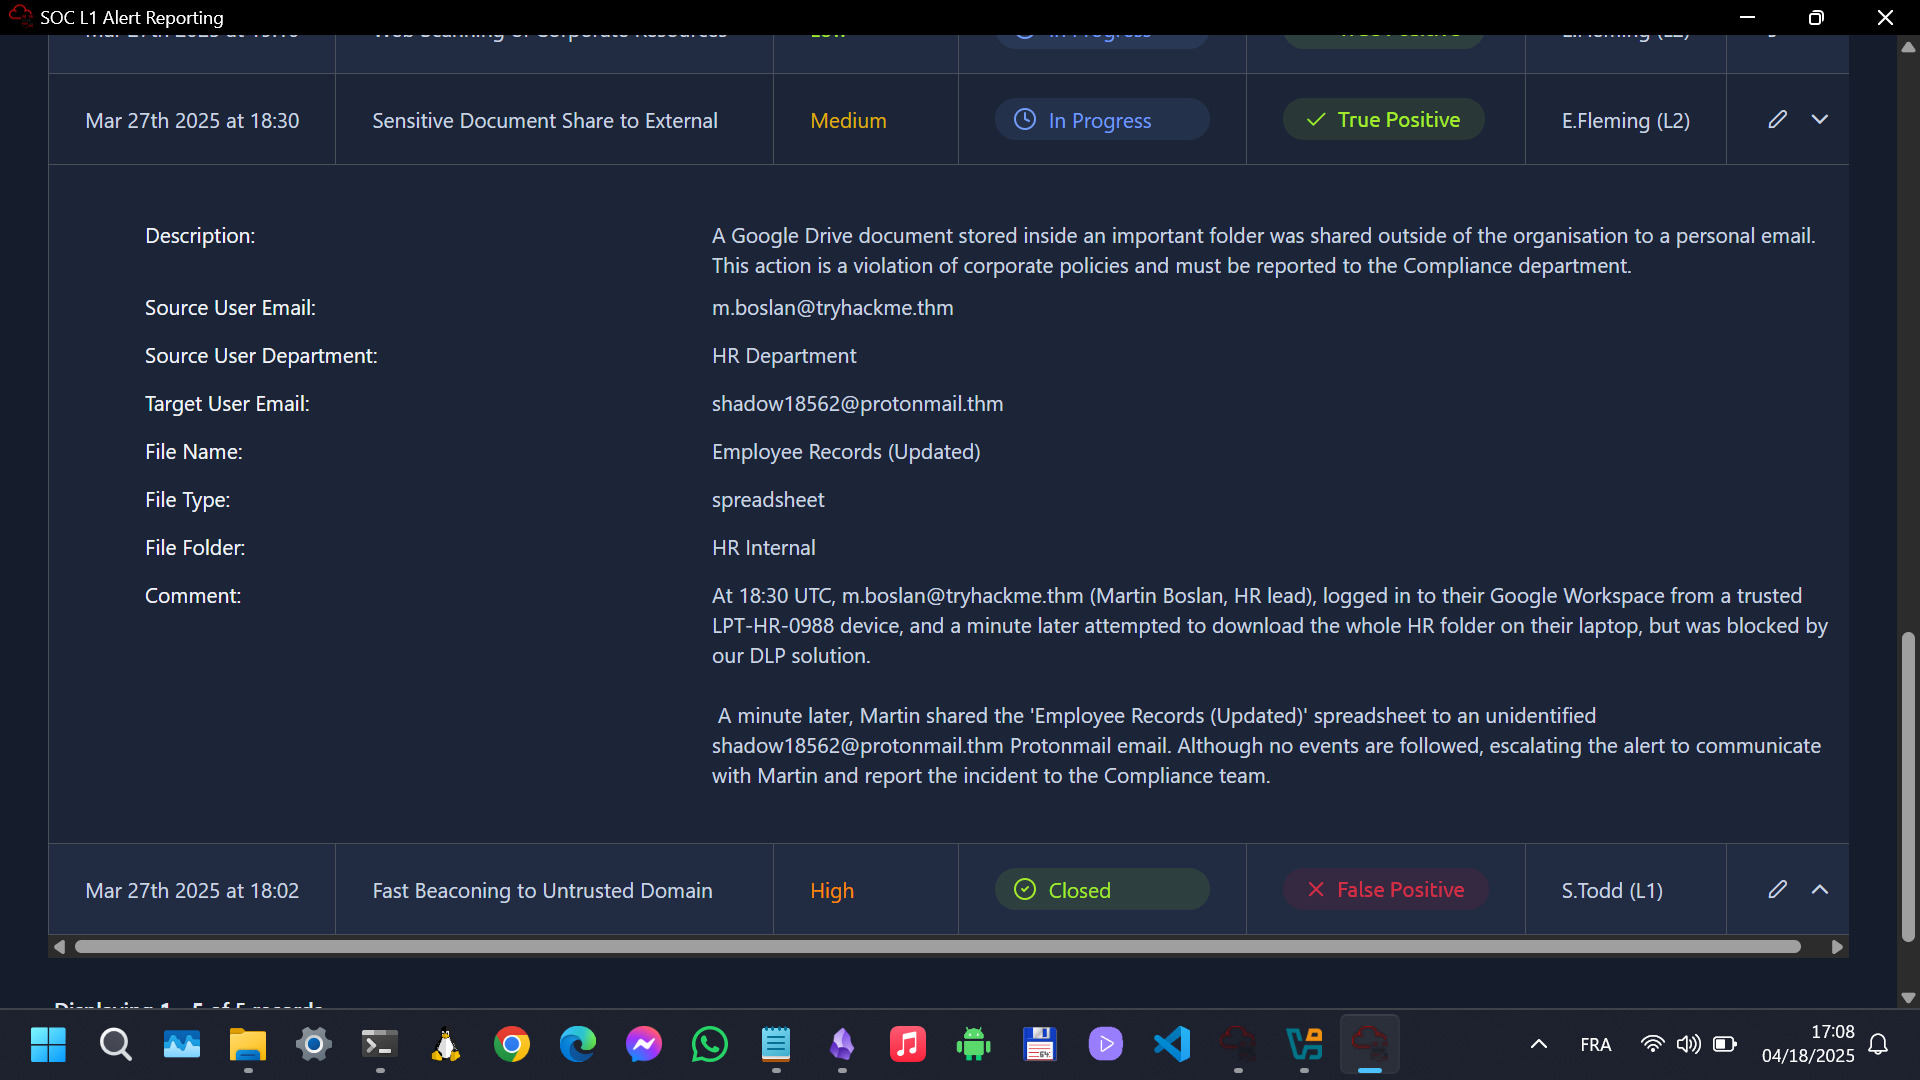 SOC L1 Alert Reporting
Mar 27th 2025 at 18:30 Sensitive Document Share to External Medium In Progress True Positive E.Fleming (L2)
Description: A Google Drive document stored inside an important folder was shared outside of the organisation to a personal email.
This action is a violation of corporate policies and must be reported to the Compliance department.
Source User Email: m.boslan@tryhackme.thm
Source User Department: HR Department
Target User Email: shadow18562@protonmail.thm
File Name: Employee Records (Updated)
File Type: spreadsheet
File Folder: HR Internal
Comment: At 18:30 UTC, m.boslan@tryhackme.thm (Martin Boslan, HR lead), logged in to their Google Workspace from a trusted
LPT-HR-0988 device, and a minute later attempted to download the whole HR folder on their laptop, but was blocked by
our DLP solution.
A minute later, Martin shared the 'Employee Records (Updated)' spreadsheet to an unidentified
shadow18562@protonmail.thm Protonmail email. Although no events are followed, escalating the alert to communicate
with Martin and report the incident to the Compliance team.
Mar 27th 2025 at 18:02 Fast Beaconing to Untrusted Domain High Closed False Positive S.Todd (L1)
Displaying 1 - 5 of 5 records
FRA 17:08
04/18/2025